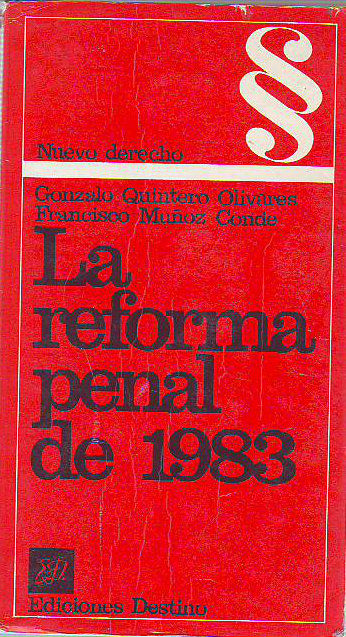 §
Nuevo derecho
Gonzalo Quintero Olivares
Francisco Muñoz Conde
La
reforma
penal
de 1983
Ediciones Destino